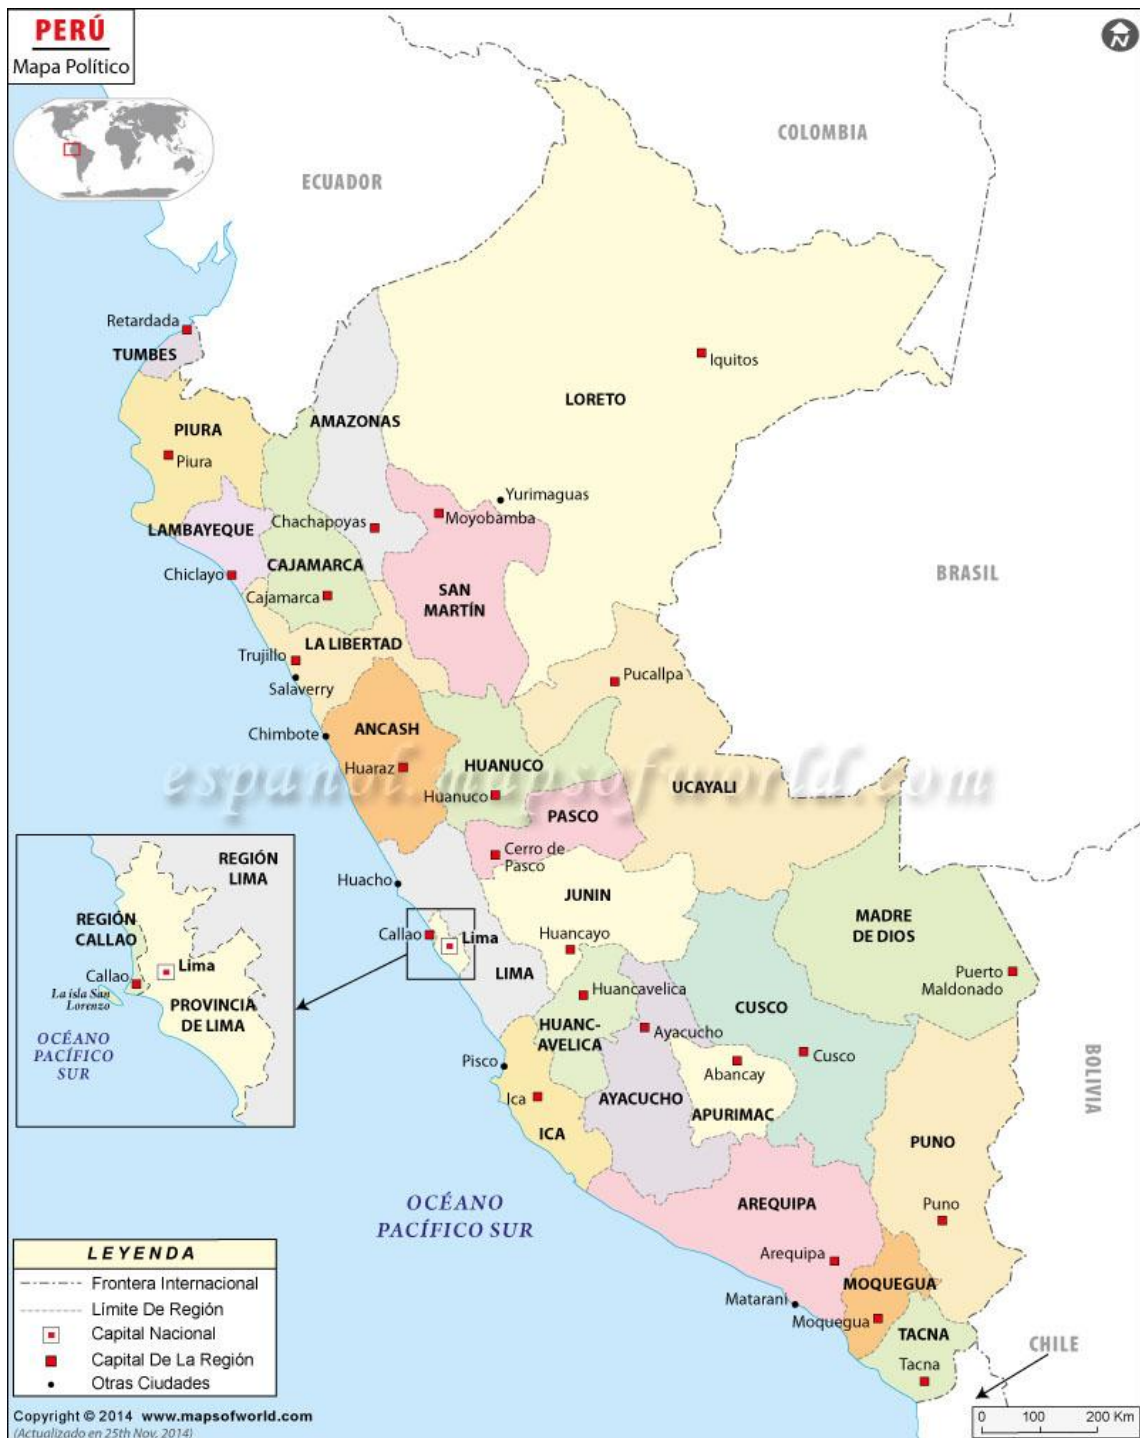 PERÚ
Mapa Político
N
COLOMBIA
ECUADOR
Retardada
TUMBES
Iquitos
LORETO
AMAZONAS
PIURA
Piura
Yurimaguas
Moyobamba
LAMBAYEQUE
Chachapoyas
CAJAMARCA
Chiclayo
BRASIL
Cajamarca
SAN
MARTÍN
LA LIBERTAD
Trujillo
Pucallpa
Salaverry
ANCASH
Chimbote
HUANUCO
Huaraz
espanol.mapsofworld.com
UCAYALI
Huanuco
PASCO
Cerro de
Pasco
Huacho
JUNIN
MADRE
DE DIOS
Callao
Lima
Huancayo
LIMA
Puerto
Maldonado
Huancavelica
CUSCO
HUANC-
AVELICA
Ayacucho
Cusco
Pisco
Abancay
BOLIVIA
Ica
AYACUCHO
APURIMAC
ICA
PUNO
OCÉANO
PACÍFICO SUR
AREQUIPA
Puno
Arequipa
MOQUEGUA
Matarani
Moquegua
TACNA
CHILE
Tacna
REGIÓN
LIMA
REGIÓN
CALLAO
Lima
Callao
La isla San
Lorenzo
PROVINCIA
DE LIMA
OCÉANO
PACÍFICO
SUR
LEYENDA
Frontera Internacional
Límite De Región
Capital Nacional
Capital De La Región
Otras Ciudades
Copyright © 2014 www.mapsofworld.com
(Actualizado en 25th Nov, 2014)
0 100 200 Km